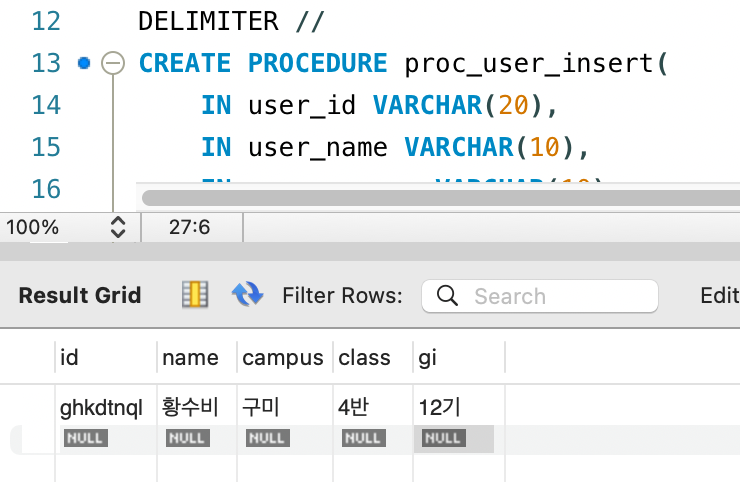 12 DELIMITER //
13 CREATE PROCEDURE proc_user_insert(
14 IN user_id VARCHAR(20),
15 IN user_name VARCHAR(10),
16
100% 27:6
Result Grid Filter Rows: Search Edit
id name campus class gi
ghkdtnql 황수비 구미 4반 12기
NULL NULL NULL NULL NULL